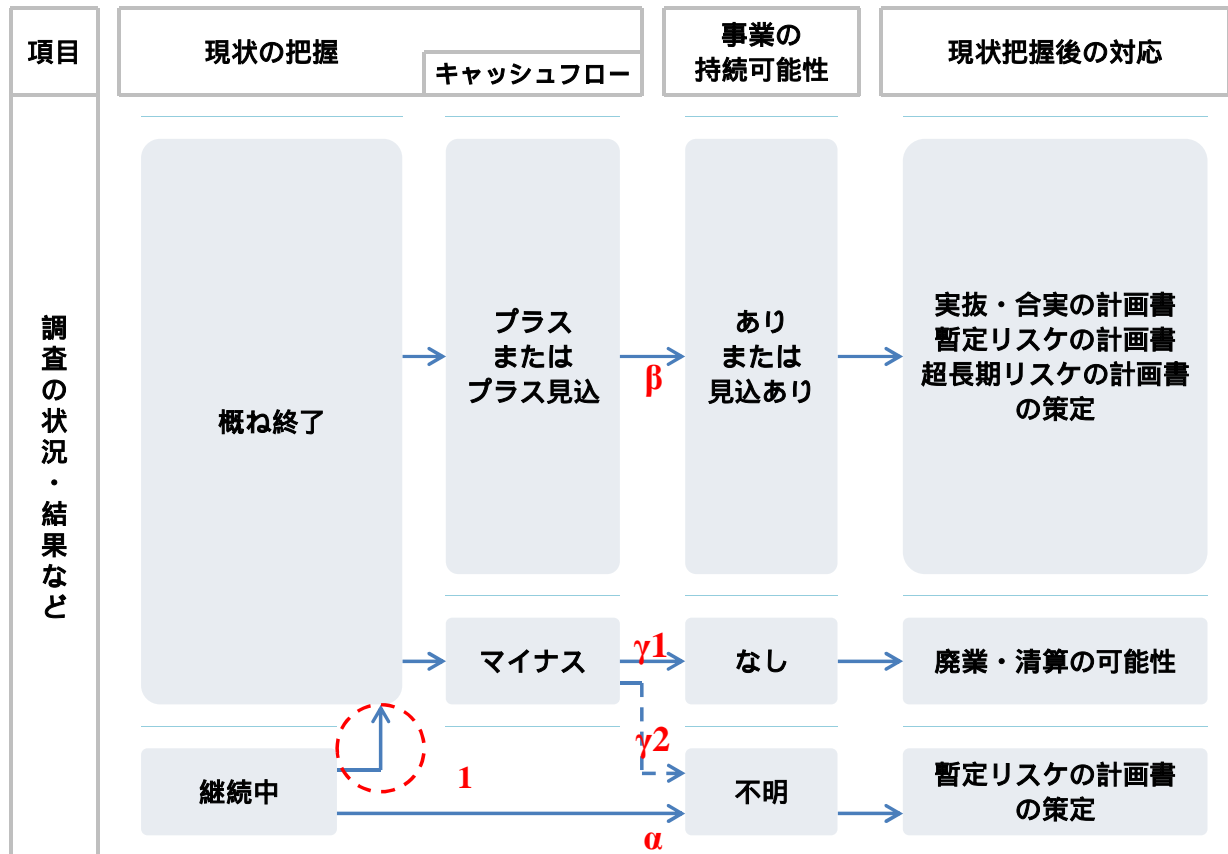 項目
現状の把握
キャッシュフロー
事業の
持続可能性
現状把握後の対応
調査の状況・結果など
概ね終了
プラス
または
プラス見込
β
あり
または
見込あり
実抜・合実の計画書
暫定リスケの計画書
超長期リスケの計画書
の策定
マイナス
γ1
なし
廃業・清算の可能性
γ2
継続中
1
α
不明
暫定リスケの計画書
の策定